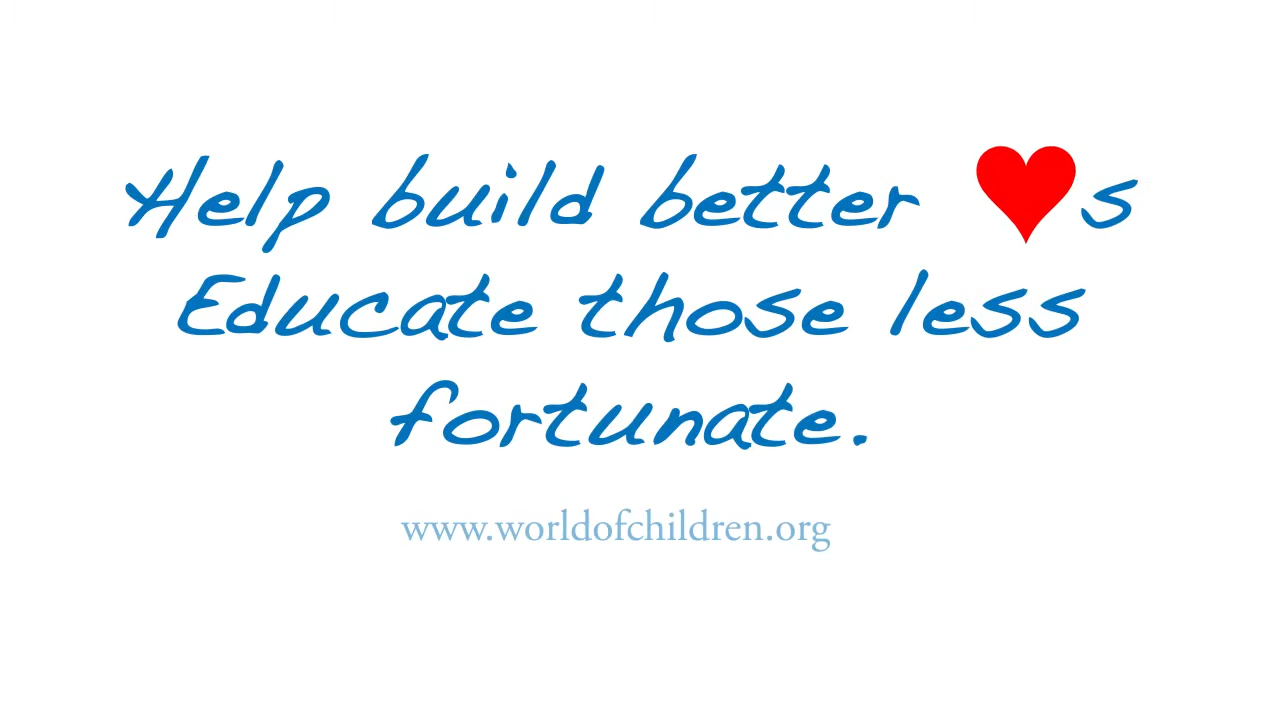 Help build better ♥s
Educate those less
fortunate.
www.worldofchildren.org